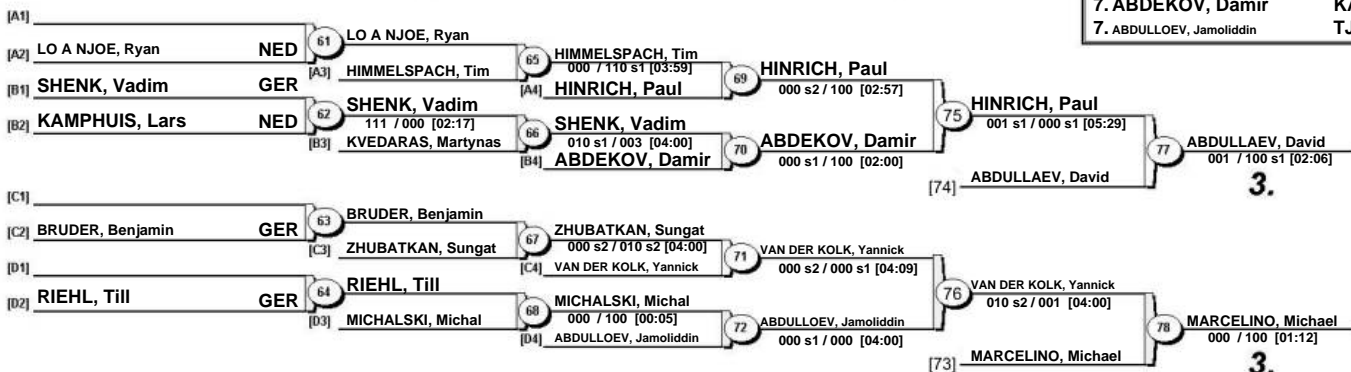 7. ABDEKOV, Damir KA
7. ABDULLOEV, Jamoliddin TJ
[A1]
[A2] LO A NJOE, Ryan NED
61 LO A NJOE, Ryan
[A3] HIMMELSPACH, Tim
65 HIMMELSPACH, Tim
000 / 110 s1 [03:59]
[A4] HINRICH, Paul
69 HINRICH, Paul
000 s2 / 100 [02:57]
[B1] SHENK, Vadim GER
[B2] KAMPHUIS, Lars NED
62 SHENK, Vadim
111 / 000 [02:17]
[B3] KVEDARAS, Martynas
66 SHENK, Vadim
010 s1 / 003 [04:00]
[B4] ABDEKOV, Damir
70 ABDEKOV, Damir
000 s1 / 100 [02:00]
75 HINRICH, Paul
001 s1 / 000 s1 [05:29]
[74] ABDULLAEV, David
77 ABDULLAEV, David
001 / 100 s1 [02:06]
3.
[C1]
[C2] BRUDER, Benjamin GER
63 BRUDER, Benjamin
[C3] ZHUBATKAN, Sungat
67 ZHUBATKAN, Sungat
000 s2 / 010 s2 [04:00]
[C4] VAN DER KOLK, Yannick
71 VAN DER KOLK, Yannick
000 s2 / 000 s1 [04:09]
[D1]
[D2] RIEHL, Till GER
64 RIEHL, Till
[D3] MICHALSKI, Michal
68 MICHALSKI, Michal
000 / 100 [00:05]
[D4] ABDULLOEV, Jamoliddin
72 ABDULLOEV, Jamoliddin
000 s1 / 000 [04:00]
76 VAN DER KOLK, Yannick
010 s2 / 001 [04:00]
[73] MARCELINO, Michael
78 MARCELINO, Michael
000 / 100 [01:12]
3.